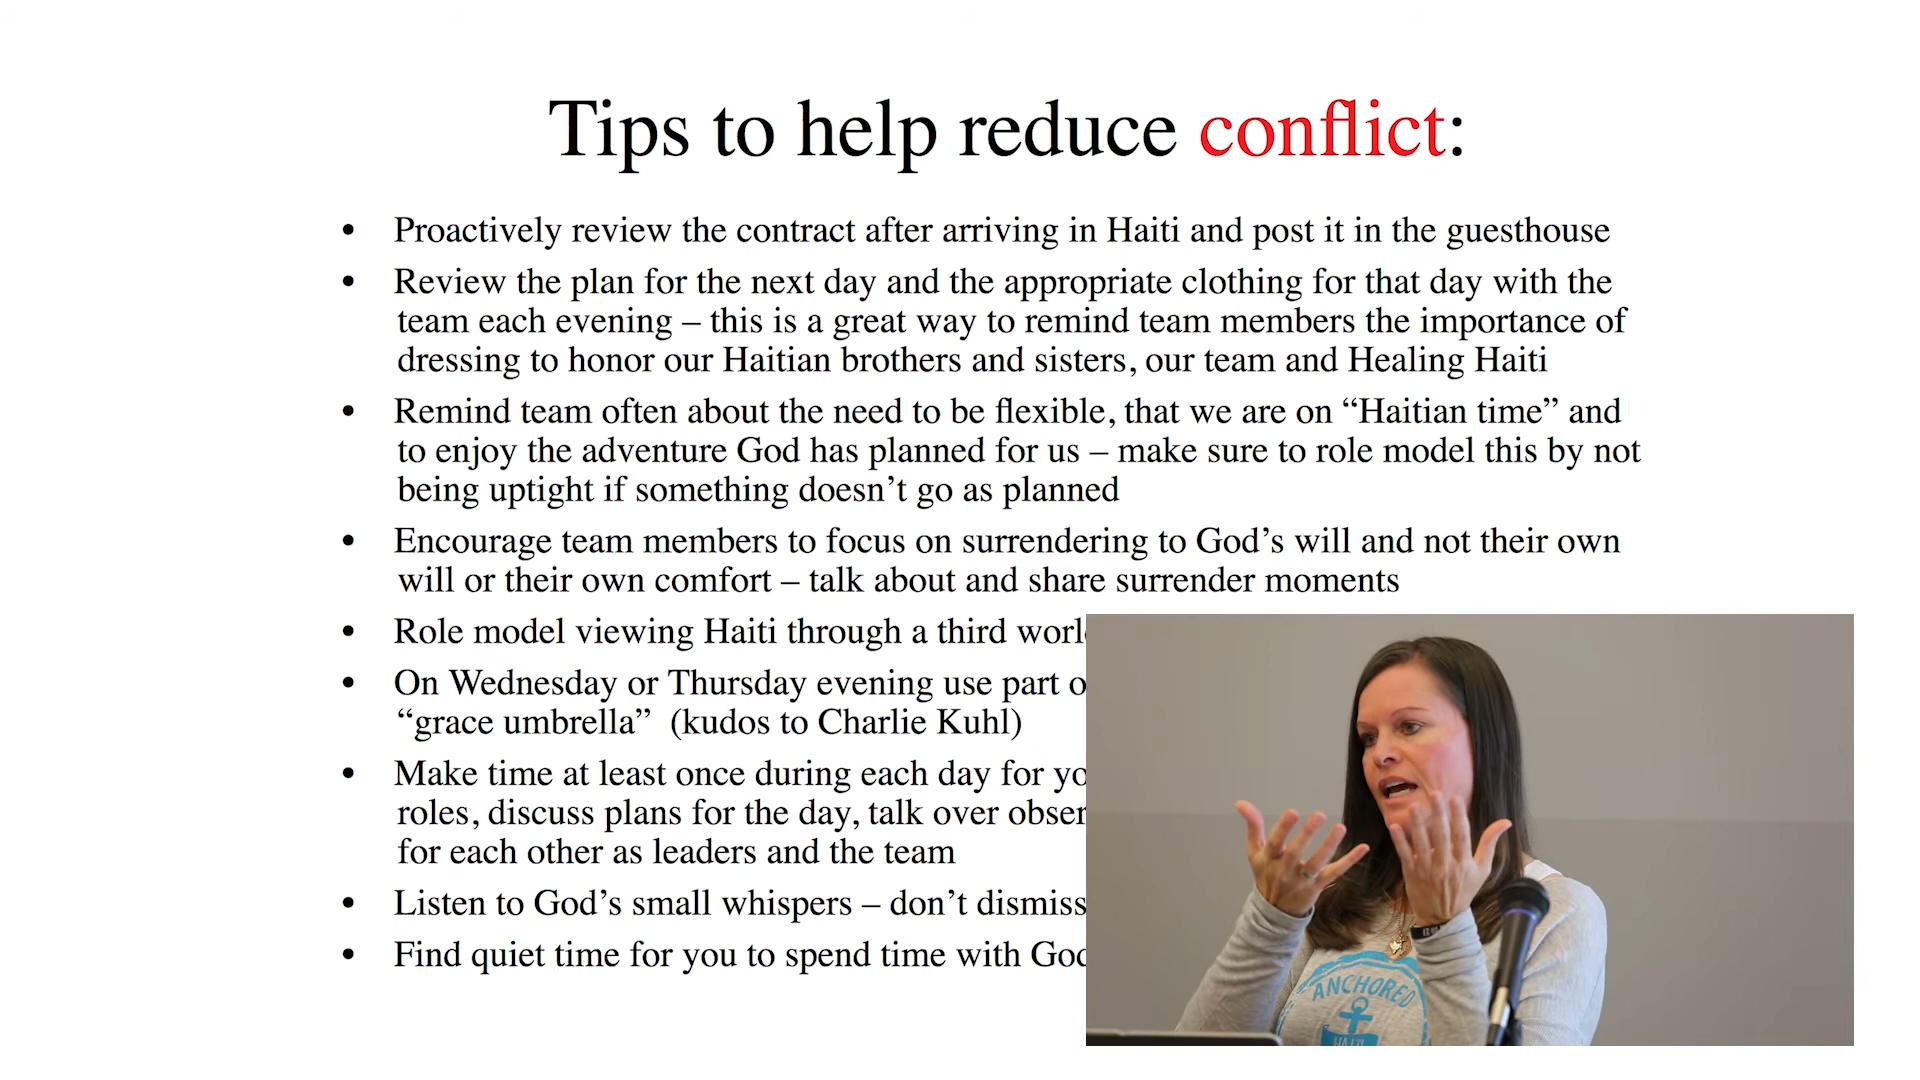 Tips to help reduce conflict:
• Proactively review the contract after arriving in Haiti and post it in the guesthouse
• Review the plan for the next day and the appropriate clothing for that day with the
team each evening – this is a great way to remind team members the importance of
dressing to honor our Haitian brothers and sisters, our team and Healing Haiti
• Remind team often about the need to be flexible, that we are on “Haitian time” and
to enjoy the adventure God has planned for us – make sure to role model this by not
being uptight if something doesn’t go as planned
• Encourage team members to focus on surrendering to God’s will and not their own
will or their own comfort – talk about and share surrender moments
• Role model viewing Haiti through a third
• On Wednesday or Thursday evening use part
“grace umbrella” (kudos to Charlie Kuhl)
• Make time at least once during each day for
roles, discuss plans for the day, talk over
for each other as leaders and the team
• Listen to God’s small whispers – don’t dismiss
• Find quiet time for you to spend time with God
ANCHORED
HAITI